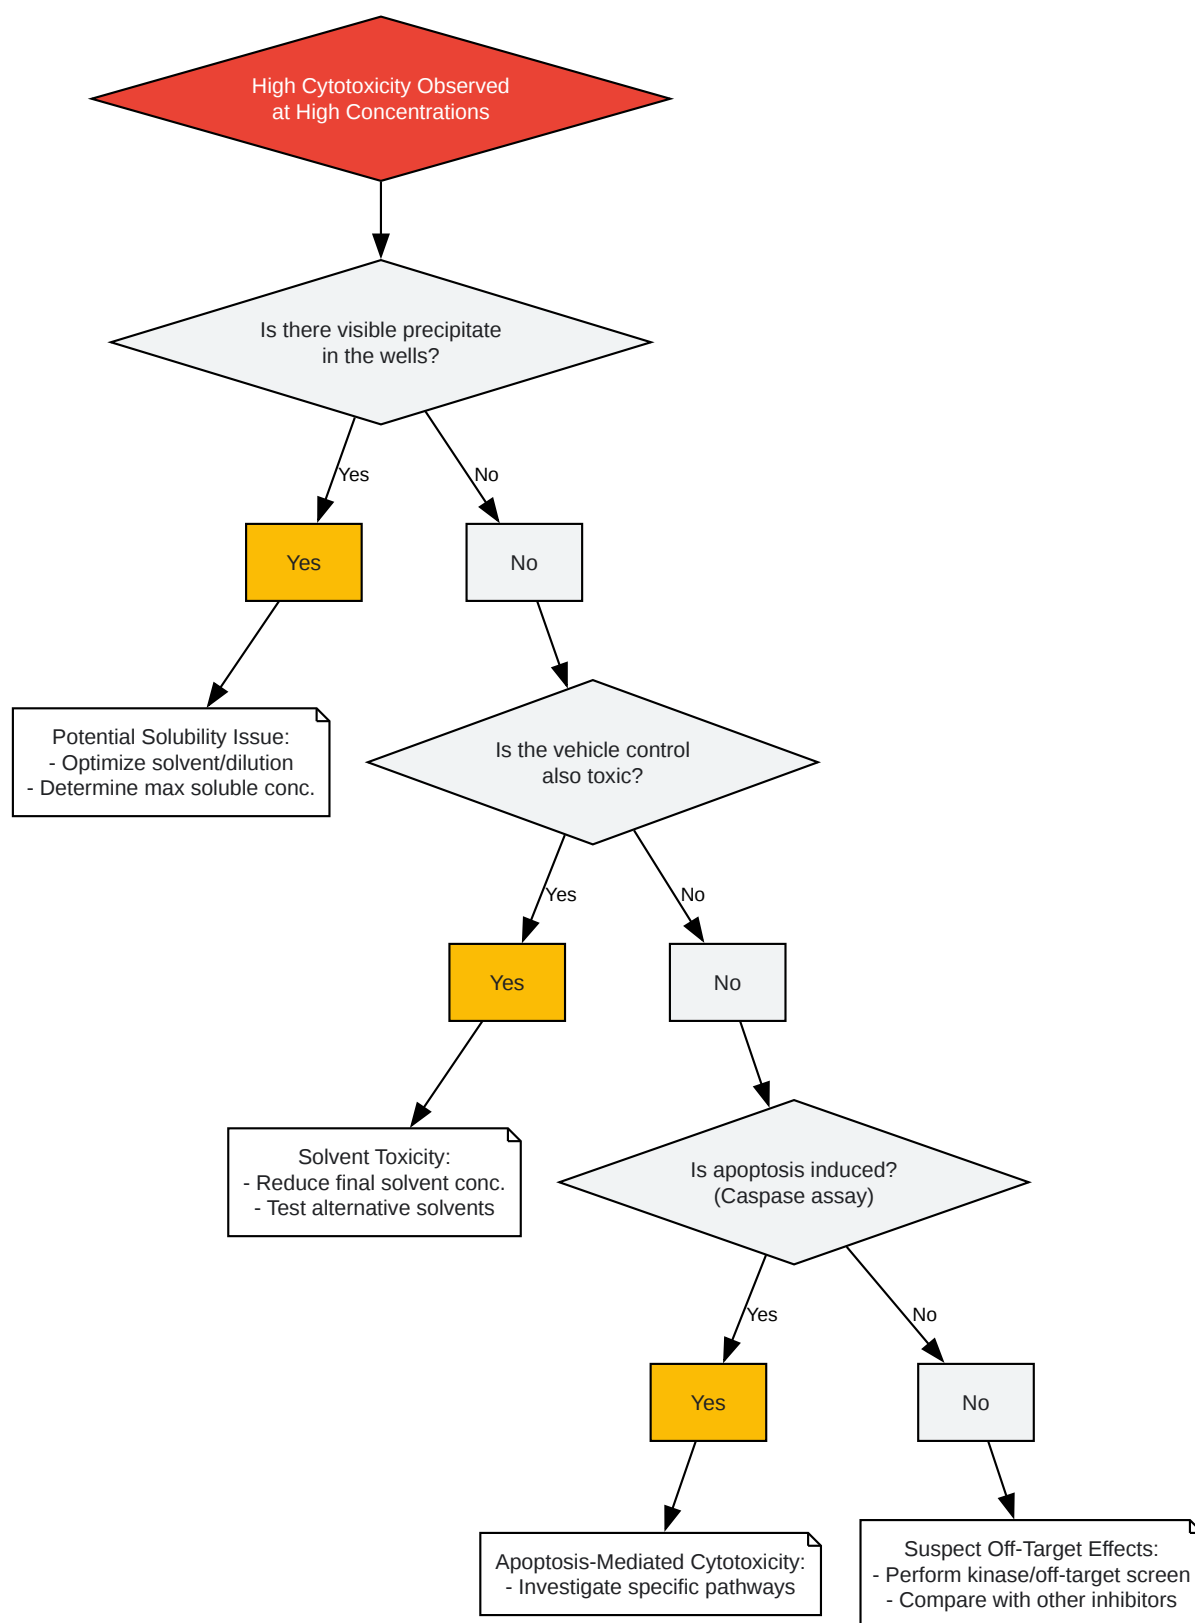 High Cytotoxicity Observed
at High Concentrations
Is there visible precipitate
in the wells?
Yes
No
Yes
No
Potential Solubility Issue:
- Optimize solvent/dilution
- Determine max soluble conc.
Is the vehicle control
also toxic?
Yes
No
Yes
No
Solvent Toxicity:
- Reduce final solvent conc.
- Test alternative solvents
Is apoptosis induced?
(Caspase assay)
Yes
No
Yes
No
Apoptosis-Mediated Cytotoxicity:
- Investigate specific pathways
Suspect Off-Target Effects:
- Perform kinase/off-target screen
- Compare with other inhibitors